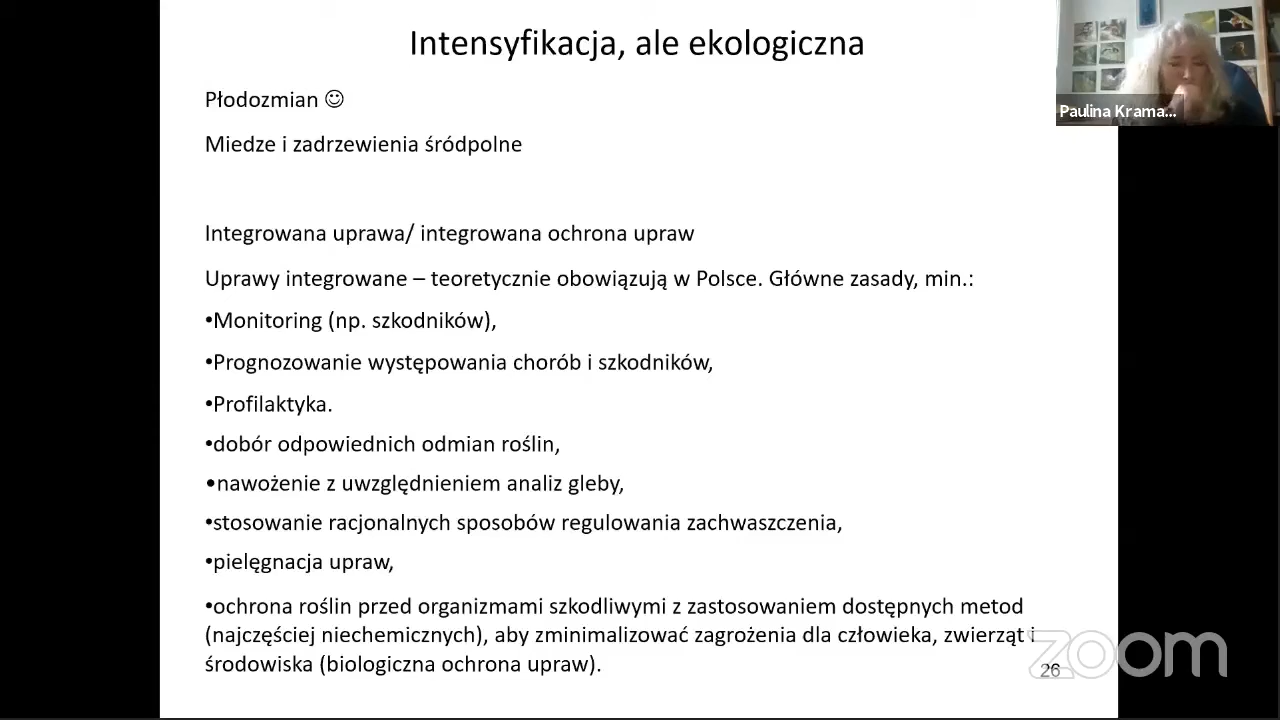 Intensyfikacja, ale ekologiczna
Płodozmian ☺
Miedze i zadrzewienia śródpolne
Integrowana uprawa/ integrowana ochrona upraw
Uprawy integrowane – teoretycznie obowiązują w Polsce. Główne zasady, min.:
•Monitoring (np. szkodników),
•Prognozowanie występowania chorób i szkodników,
•Profilaktyka.
•dobór odpowiednich odmian roślin,
•nawożenie z uwzględnieniem analiz gleby,
•stosowanie racjonalnych sposobów regulowania zachwaszczenia,
•pielęgnacja upraw,
•ochrona roślin przed organizmami szkodliwymi z zastosowaniem dostępnych metod
(najczęściej niechemicznych), aby zminimalizować zagrożenia dla człowieka, zwierząt i
środowiska (biologiczna ochrona upraw).
26
zoom
Paulina Krama...